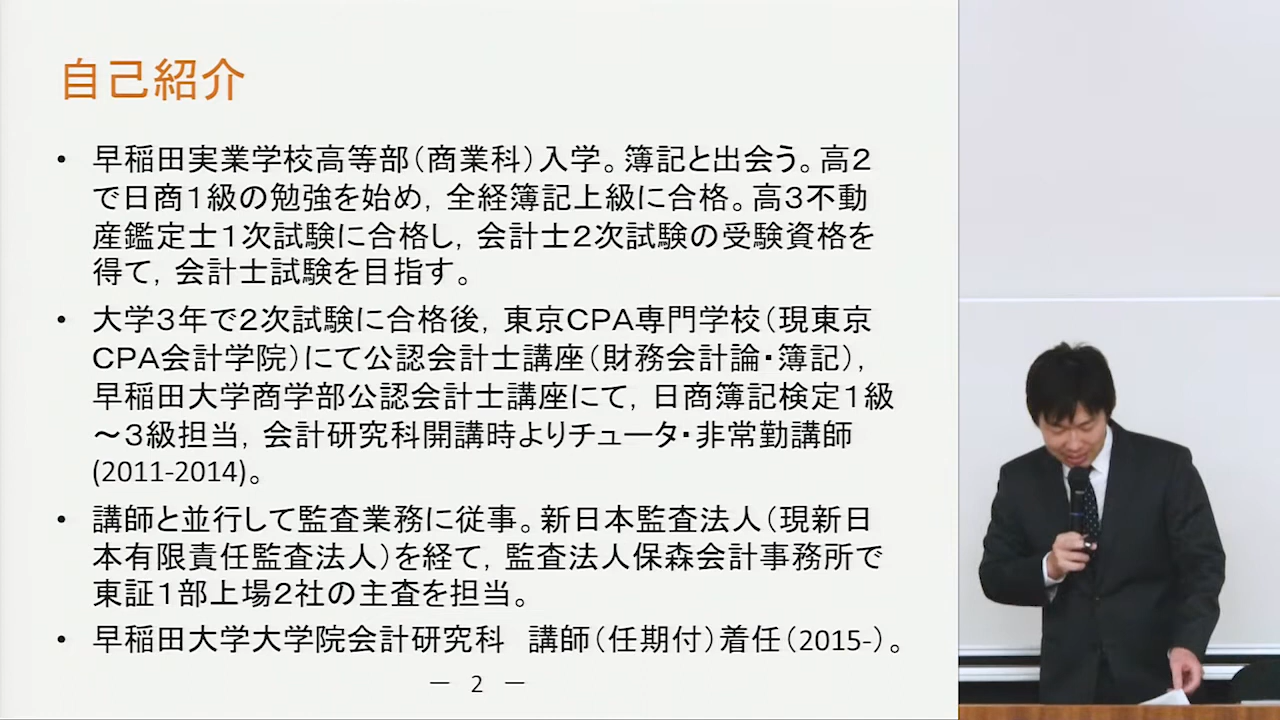 自己紹介
• 早稲田実業学校高等部（商業科）入学。簿記と出会う。高２
で日商１級の勉強を始め，全経簿記上級に合格。高３不動
産鑑定士１次試験に合格し，会計士２次試験の受験資格を
得て，会計士試験を目指す。
• 大学３年で２次試験に合格後，東京ＣＰＡ専門学校（現東京
ＣＰＡ会計学院）にて公認会計士講座（財務会計論・簿記），
早稲田大学商学部公認会計士講座にて，日商簿記検定１級
～３級担当，会計研究科開講時よりチュータ・非常勤講師
(2011-2014)。
• 講師と並行して監査業務に従事。新日本監査法人（現新日
本有限責任監査法人）を経て，監査法人保森会計事務所で
東証１部上場２社の主査を担当。
• 早稲田大学大学院会計研究科　講師（任期付）着任（2015-）。
－ 2 －